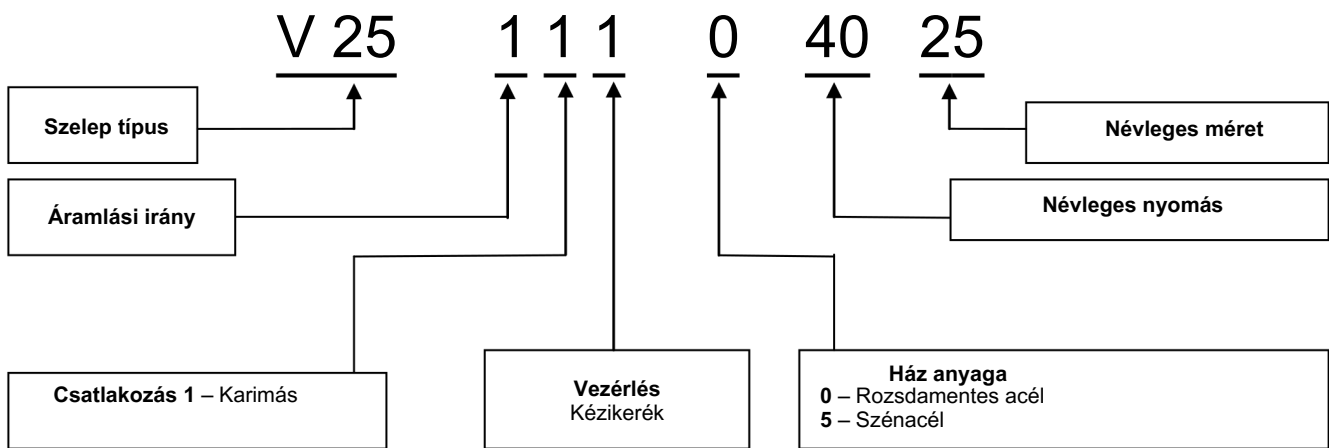 V 25 1 1 1 0 40 25
Szelep típus
Névleges méret
Áramlási irány
Névleges nyomás
Csatlakozás 1 – Karimás
Vezérlés
Kézikerék
Ház anyaga
0 – Rozsdamentes acél
5 – Szénacél